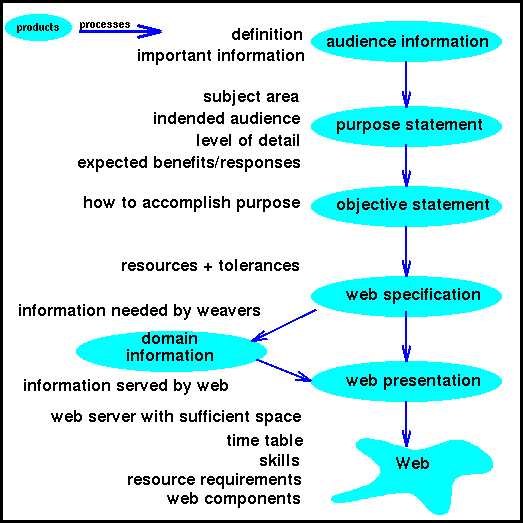 products
processes
definition
important information
audience information
subject area
indended audience
level of detail
expected benefits/responses
purpose statement
how to accomplish purpose
objective statement
resources + tolerances
web specification
information needed by weavers
domain
information
information served by web
web presentation
web server with sufficient space
time table
skills
resource requirements
web components
Web